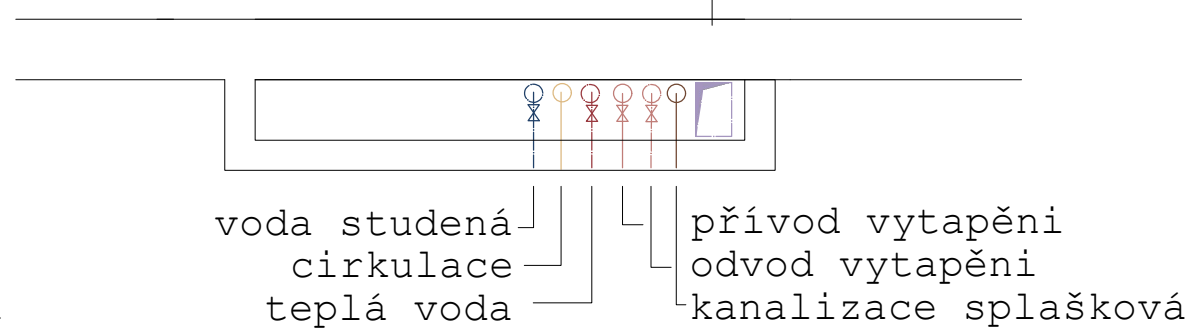 voda studená
cirkulace
teplá voda
přívod vytapěni
odvod vytapěni
kanalizace splašková